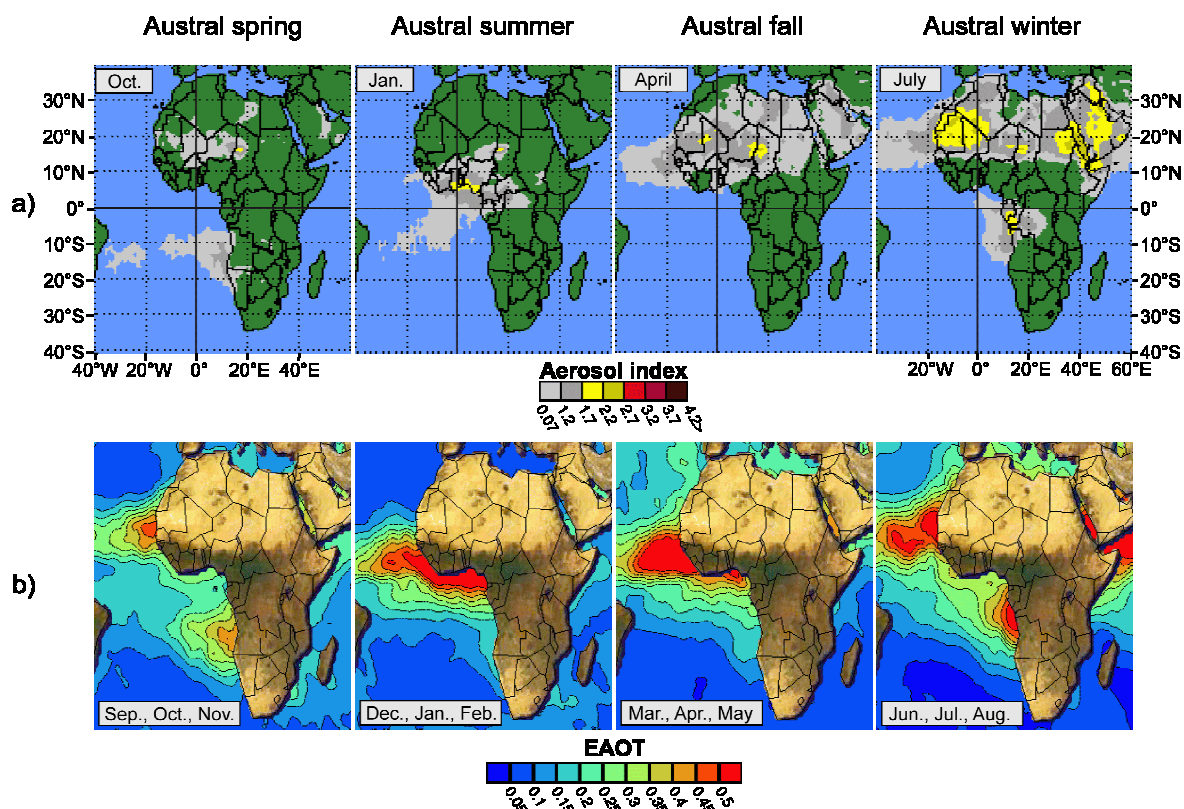 Austral spring Austral summer Austral fall Austral winter
a)
Oct. Jan. April July
30°N 30°N
20°N 20°N
10°N 10°N
0° 0°
10°S 10°S
20°S 20°S
30°S 30°S
40°S 40°S
40°W 20°W 0° 20°E 40°E 20°W 0° 20°E 40°E 60°E
Aerosol index
0.07 1.2 1.7 2.2 2.7 3.2 3.7 4.2>
b)
Sep., Oct., Nov. Dec., Jan., Feb. Mar., Apr., May Jun., Jul., Aug.
EAOT
0.05 0.1 0.15 0.2 0.25 0.3 0.35 0.4 0.45 0.5